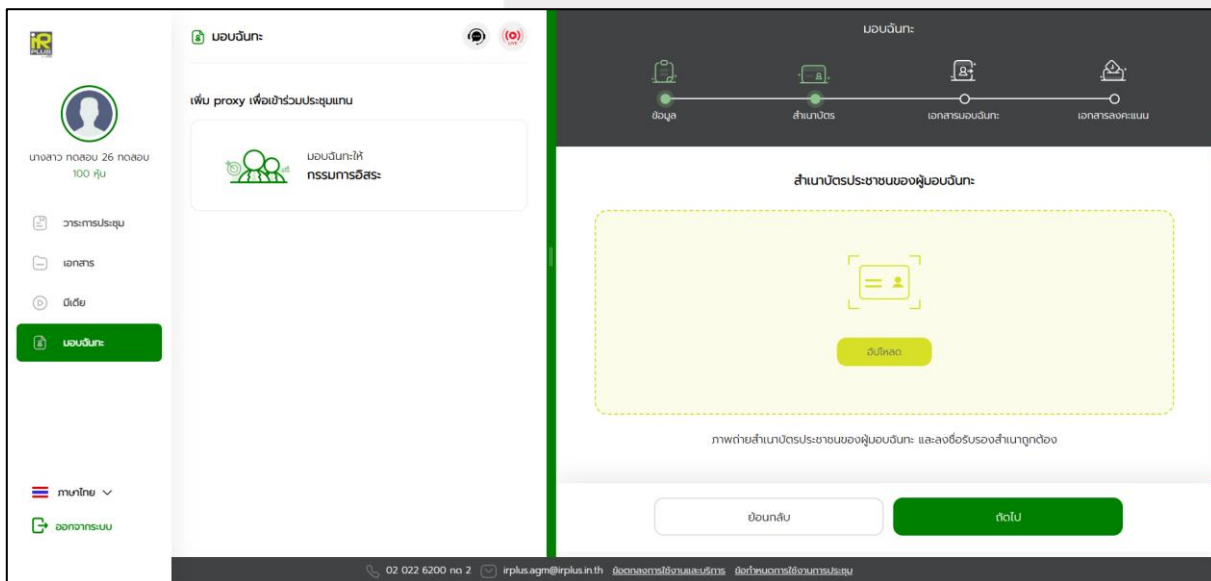 iR
PLUS
นางสาว ทดสอบ 26 ทดสอบ
100 หุ้น
วาระการประชุม
เอกสาร
มีเดีย
มอบฉันทะ
ภาษาไทย
ออกจากระบบ
มอบฉันทะ
LIVE
เพิ่ม proxy เพื่อเข้าร่วมประชุมแทน
มอบฉันทะให้
กรรมการอิสระ
มอบฉันทะ
ข้อมูล
สำเนาบัตร
เอกสารมอบฉันทะ
เอกสารลงคะแนน
สำเนาบัตรประชาชนของผู้มอบฉันทะ
อัปโหลด
ภาพถ่ายสำเนาบัตรประชาชนของผู้มอบฉันทะ และลงชื่อรับรองสำเนาถูกต้อง
ย้อนกลับ
ถัดไป
02 022 6200 กด 2 irplus.agm@irplus.in.th ข้อตกลงการใช้งานและบริการ ข้อกำหนดการใช้งานการประชุม